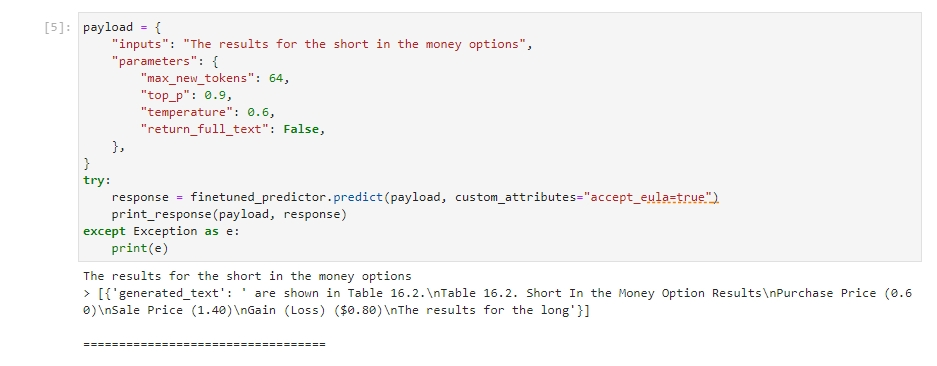 [5]: payload = {
"inputs": "The results for the short in the money options",
"parameters": {
"max_new_tokens": 64,
"top_p": 0.9,
"temperature": 0.6,
"return_full_text": False,
},
}
try:
response = finetuned_predictor.predict(payload, custom_attributes="accept_eula=true")
print_response(payload, response)
except Exception as e:
print(e)
The results for the short in the money options
> [{'generated_text': ' are shown in Table 16.2.\nTable 16.2. Short In the Money Option Results\nPurchase Price (0.6
0)\nSale Price (1.40)\nGain (Loss) ($0.80)\nThe results for the long'}]
==================================